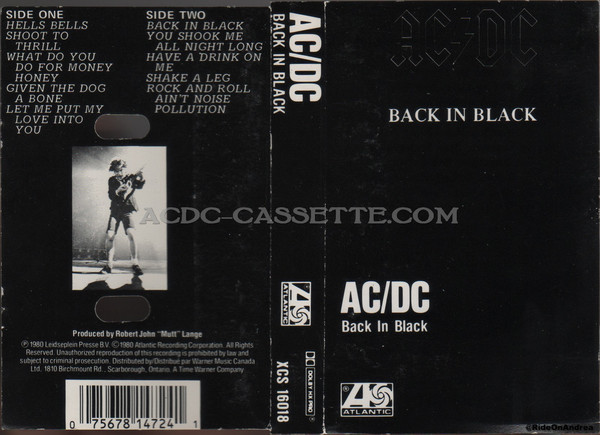 SIDE ONE
HELLS BELLS
SHOOT TO
THRILL
WHAT DO YOU
DO FOR MONEY
HONEY
GIVEN THE DOG
A BONE
LET ME PUT MY
LOVE INTO
YOU
SIDE TWO
BACK IN BLACK
YOU SHOOK ME
ALL NIGHT LONG
HAVE A DRINK ON
ME
SHAKE A LEG
ROCK AND ROLL
AIN'T NOISE
POLLUTION
Produced by Robert John "Mutt" Lange
℗ 1980 Leidseplein Presse B.V. © 1980 Atlantic Recording Corporation. All Rights
Reserved. Unauthorized reproduction of this recording is prohibited by law and
subject to criminal prosecution. Distributed/Distribue par Warner Music Canada
Ltd. 1810 Birchmount Rd., Scarborough, Ontario. A Time Warner Company
0 75678 14724 1
AC/DC
BACK IN BLACK
ATLANTIC
DOLBY HX PRO
XCS 16018
AC/DC
BACK IN BLACK
AC/DC
Back In Black
ATLANTIC
ACDC-CASSETTE.COM
©RideOnAndrea